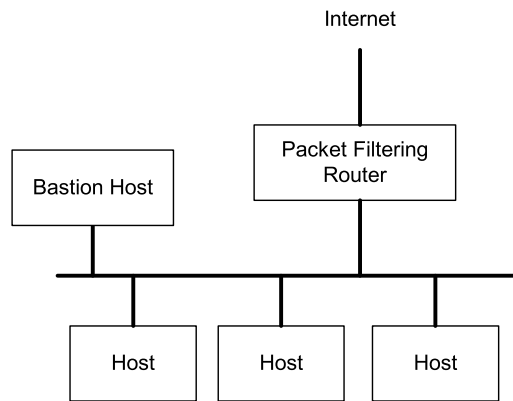 Internet
Packet Filtering
Router
Bastion Host
Host
Host
Host